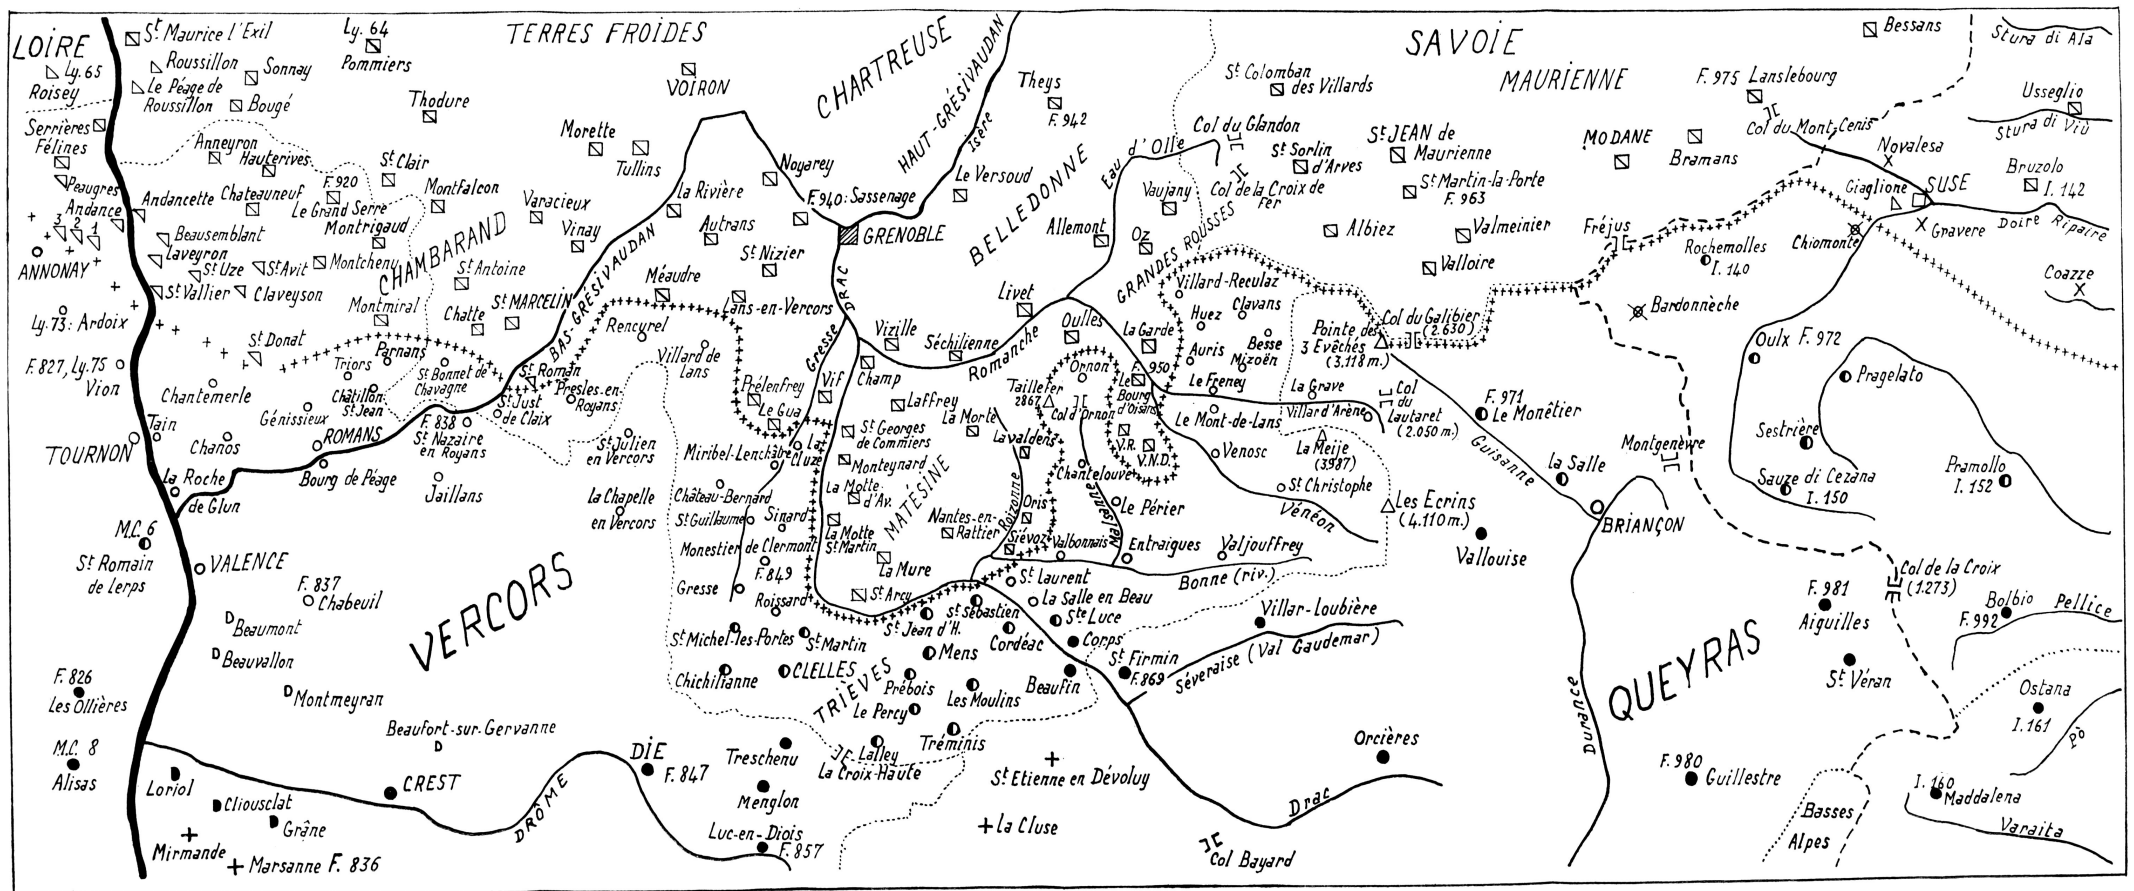 LOIRE
Ly. 65
Roisey
St Maurice l'Exil
Roussillon
Le Péage de
Roussillon
Sonnay
Bougé
Ly. 64
Pommiers
TERRES FROIDES
VOIRON
CHARTREUSE
HAUT-GRÉSIVAUDAN
Isère
Theys
F. 942
SAVOIE
MAURIENNE
St Colomban
des Villards
F. 975 Lanslebourg
Bessans
Stura di Ala
Usseglio
Stura di Viù
Serrières
Félines
Peaugres
Andance
3
2
1
ANNONAY
Anneyron
Hauterives
Thodure
St Clair
Andancette
Chateauneuf
F. 920
Le Grand Serre
Montrigaud
Montfalcon
CHAMBARAND
Morette
Tullins
Varacieux
Vinay
La Rivière
Autrans
Noyarey
F. 940: Sassenage
Le Versoud
St Nizier
GRENOBLE
BELLEDONNE
Eau d'Olle
Col du Glandon
Vaujany
Col de la Croix de
Fer
St Sorlin
d'Arves
St JEAN de
Maurienne
St Martin-la-Porte
F. 963
MODANE
Bramans
Col du Mont-Cenis
Novalesa
Giaglione
SUSE
Bruzolo
I. 142
Gravere
Doire Ripaire
Chiomonte
Coazze
Beausemblant
Laveyron
St Uze
St Avit
Montchenu
St Vallier
Claveyson
St Antoine
Montmiral
Chatte
St MARCELIN
BAS-GRÉSIVAUDAN
Méaudre
Lans-en-Vercors
DRAC
Allemont
Oz
GRANDES ROUSSES
Albiez
Valmeinier
Valloire
Fréjus
Rochemolles
I. 140
Bardonnèche
Ly. 73: Ardoix
F. 827, Ly. 75
Vion
St Donat
Chantemerle
Triors
Parnans
Châtillon
St Jean
St Bonnet de
Chavagne
St Roman
Rencurel
Villard de
Lans
Presles-en-
Royans
Gresse
Vizille
Séchilienne
Livet
Romanche
Oulles
La Garde
Villard-Reculaz
Clavans
Huez
Besse
Auris
Mizoën
Pointe des
3 Evêchés
(3.118 m.)
Col du Galibier
(2.630)
Oulx F. 972
Pragelato
Champ
Vif
Prélenfrey
Le Gua
Laffrey
La Morte
Taillefer
2867
Ornon
Col d'Ornon
F. 950
Le
Bourg
d'Oisans
Le Freney
La Grave
Villar d'Arène
Col
du
Lautaret
(2.050 m.)
F. 971
Le Monêtier
Guisanne
Montgenèvre
Sestrière
Sauze di Cezana
I. 150
Pramollo
I. 152
Tain
TOURNON
Chanos
Génissieux
ROMANS
F. 838
St Nazaire
en Royans
St Just
de Claix
St Julien
en Vercors
Miribel-Lenchâtre
La
Cluze
St Georges
de Commiers
Monteynard
La Motte
d'Av.
Lavaldens
V.R.
V.N.D.
Le Mont-de-Lans
Venosc
La Meije
(3987)
La Roche
de Glun
Bourg de Péage
Jaillans
La Chapelle
en Vercors
Château-Bernard
St Guillaume
Sinard
La Motte
St Martin
MATÉSINE
Nantes-en-
Rattier
Roizonne
Oris
Chantelouve
Malsanne
Le Périer
St Christophe
Vénéon
Les Ecrins
(4.110 m.)
La Salle
BRIANÇON
Vallouise
M.C. 6
St Romain
de Lerps
VALENCE
F. 837
Chabeuil
Monestier de Clermont
F. 849
Gresse
Roissard
La Mure
St Arcy
Siévoz
Valbonnais
Entraigues
Valjouffrey
Bonne (riv.)
St Laurent
La Salle en Beau
Beaumont
Beauvallon
Montmeyran
VERCORS
St Michel-les-Portes
St Martin
St Jean d'H.
St Sébastien
Cordéac
Ste Luce
Corps
Villar-Loubière
Séveraise (Val Gaudemar)
St Firmin
F. 869
Col de la Croix
(1.273)
Bolbio
Pellice
F. 992
F. 981
Aiguilles
QUEYRAS
St Véran
F. 826
Les Ollières
Chichilianne
CLELLES
TRIÈVES
Mens
Prébois
Le Percy
Les Moulins
Beaufin
Tréminis
Lalley
La Croix-Haute
Durance
Ostana
I. 161
Pô
M.C. 8
Alisas
Loriol
Cliousclat
Grâne
Mirmande
Marsanne F. 836
Beaufort-sur-Gervanne
CREST
DRÔME
DIE
F. 847
Treschenu
Menglon
Luc-en-Diois
F. 857
St Etienne en Dévoluy
La Cluse
Orcières
Drac
Col Bayard
F. 980
Guillestre
Basses
Alpes
I. 160
Maddalena
Varaita